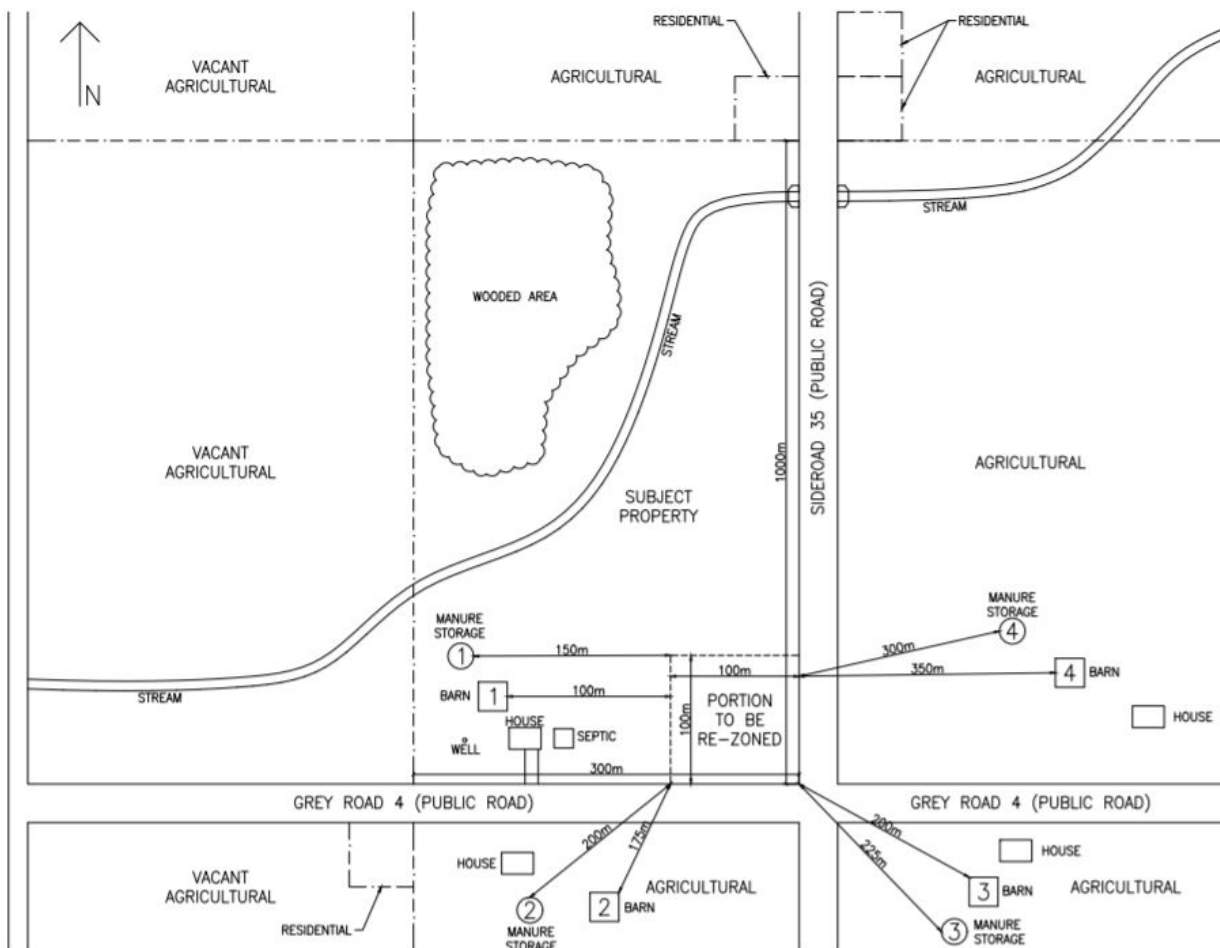 RESIDENTIAL
RESIDENTIAL
N
VACANT
AGRICULTURAL
AGRICULTURAL
AGRICULTURAL
STREAM
WOODED AREA
STREAM
SIDEROAD 35 (PUBLIC ROAD)
1000m
VACANT
AGRICULTURAL
AGRICULTURAL
SUBJECT
PROPERTY
MANURE
STORAGE
1
150m
MANURE
STORAGE
4
300m
100m
350m
4
BARN
BARN
1
100m
100m
PORTION
TO BE
RE-ZONED
STREAM
HOUSE
WELL
SEPTIC
HOUSE
300m
GREY ROAD 4 (PUBLIC ROAD)
GREY ROAD 4 (PUBLIC ROAD)
200m
175m
200m
225m
HOUSE
HOUSE
VACANT
AGRICULTURAL
AGRICULTURAL
3
BARN
AGRICULTURAL
2
2
BARN
RESIDENTIAL
MANURE
STORAGE
3
MANURE
STORAGE